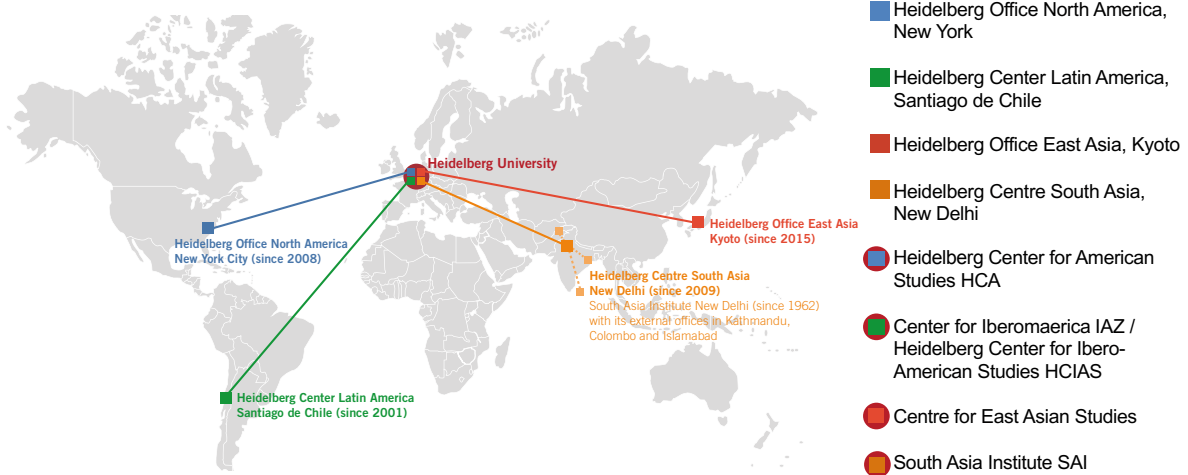 Heidelberg University
Heidelberg Office North America
New York City (since 2008)
Heidelberg Office East Asia
Kyoto (since 2015)
Heidelberg Centre South Asia
New Delhi (since 2009)
South Asia Institute New Delhi (since 1962)
with its external offices in Kathmandu,
Colombo and Islamabad
Heidelberg Center Latin America
Santiago de Chile (since 2001)
Heidelberg Office North America,
New York
Heidelberg Center Latin America,
Santiago de Chile
Heidelberg Office East Asia, Kyoto
Heidelberg Centre South Asia,
New Delhi
Heidelberg Center for American
Studies HCA
Center for Iberomaerica IAZ /
Heidelberg Center for Ibero-
American Studies HCIAS
Centre for East Asian Studies
South Asia Institute SAI